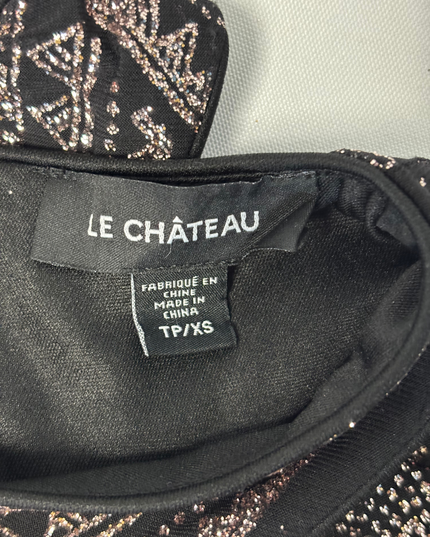 LE CHÂTEAU
FABRIQUÉ EN
CHINE
MADE IN
CHINA
TP/XS